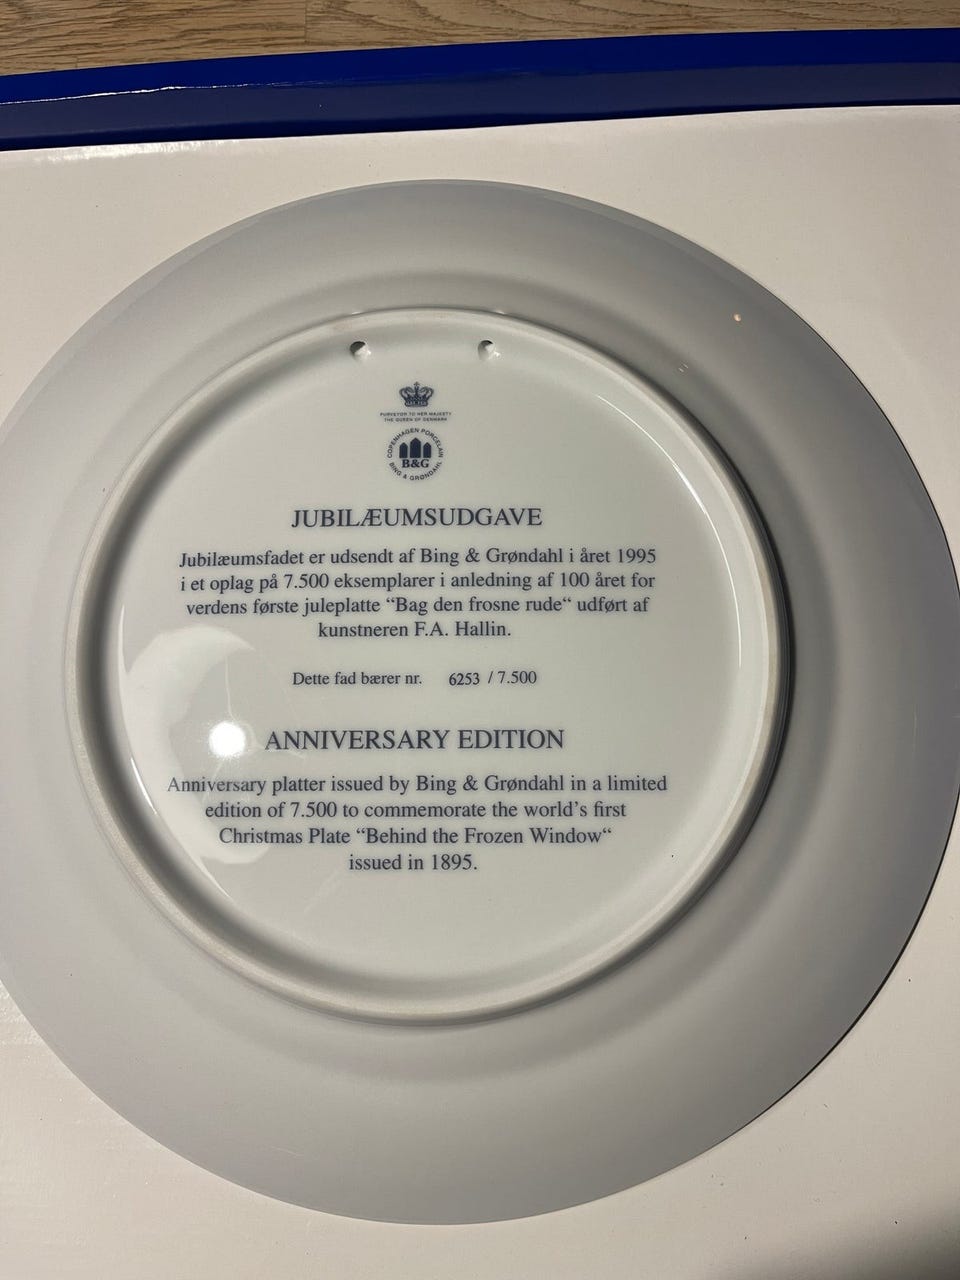 PURVEYOR TO HER MAJESTY
THE QUEEN OF DENMARK
COPENHAGEN PORCELAIN
B&G
BING & GRØNDAHL
JUBILÆUMSUDGAVE
Jubilæumsfadet er udsendt af Bing & Grøndahl i året 1995
i et oplag på 7.500 eksemplarer i anledning af 100 året for
verdens første juleplatte “Bag den frosne rude“ udført af
kunstneren F.A. Hallin.
Dette fad bærer nr. 6253 / 7.500
ANNIVERSARY EDITION
Anniversary platter issued by Bing & Grøndahl in a limited
edition of 7.500 to commemorate the world’s first
Christmas Plate “Behind the Frozen Window“
issued in 1895.